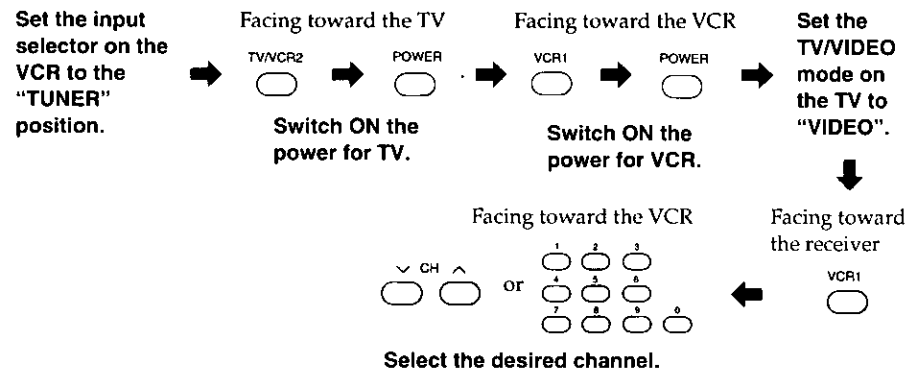 Set the input
selector on the
VCR to the
“TUNER”
position.
Facing toward the TV
TV/VCR2
POWER
Switch ON the
power for TV.
Facing toward the VCR
VCR1
POWER
Switch ON the
power for VCR.
Set the
TV/VIDEO
mode on
the TV to
“VIDEO”.
Facing toward
the receiver
VCR1
Facing toward the VCR
CH
or
1 2 3
4 5 6
7 8 9 0
Select the desired channel.